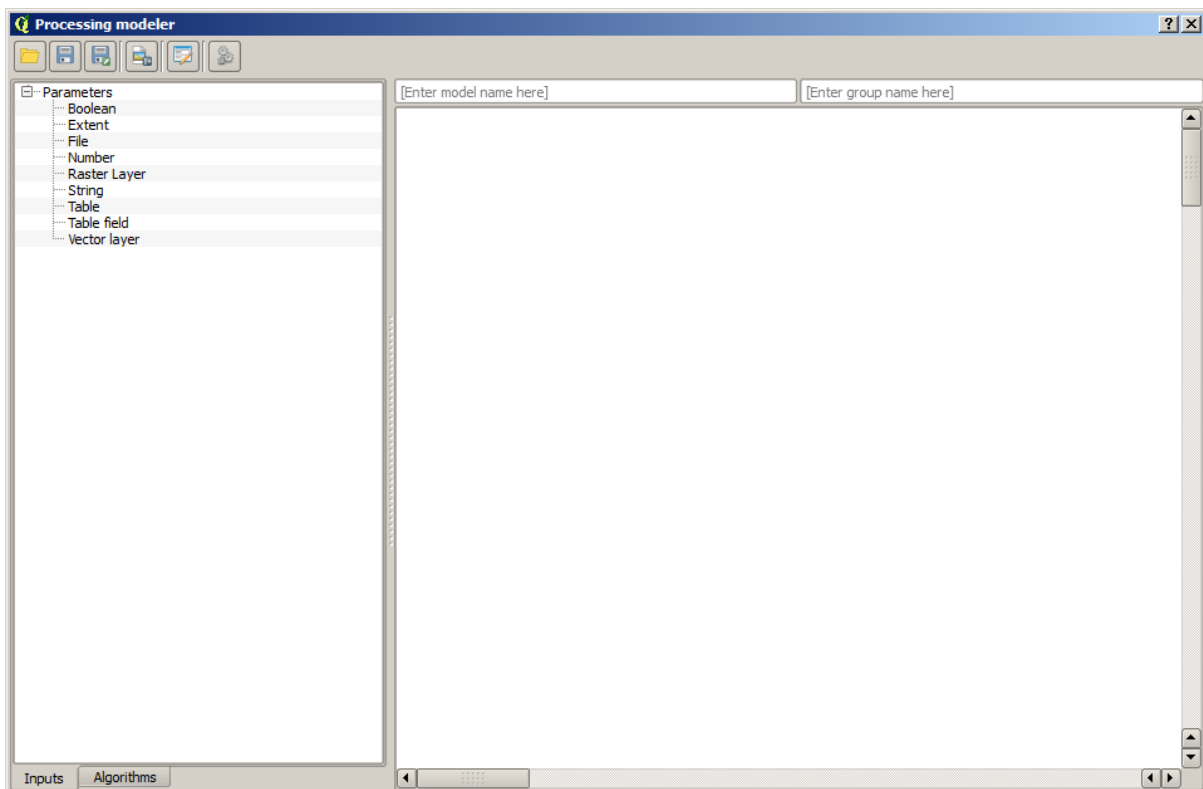 Processing modeler
Parameters
Boolean
Extent
File
Number
Raster Layer
String
Table
Table field
Vector layer
[Enter model name here]
[Enter group name here]
Inputs
Algorithms